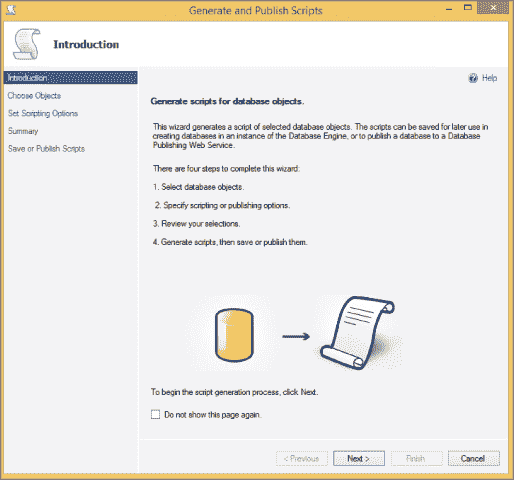 Generate and Publish Scripts
Introduction
Introduction
Choose Objects
Set Scripting Options
Summary
Save or Publish Scripts
Help
Generate scripts for database objects.
This wizard generates a script of selected database objects. The scripts can be saved for later use in
creating databases in an instance of the Database Engine, or to publish a database to a Database
Publishing Web Service.
There are four steps to complete this wizard:
1. Select database objects.
2. Specify scripting or publishing options.
3. Review your selections.
4. Generate scripts, then save or publish them.
To begin the script generation process, click Next.
Do not show this page again.
< Previous
Next >
Finish
Cancel